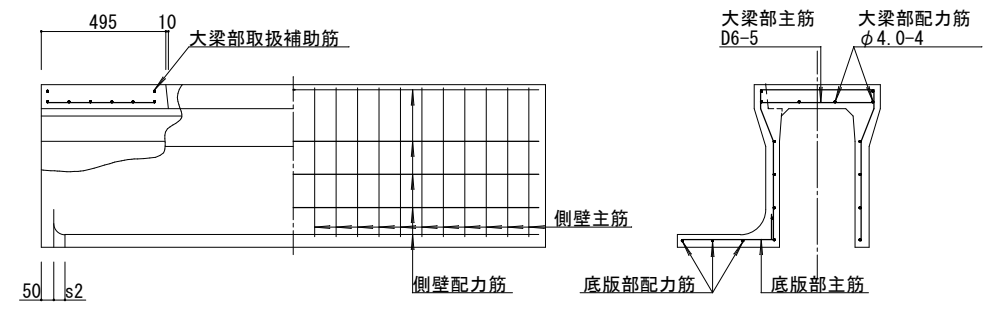 495 10
大梁部取扱補助筋
大梁部主筋
D6-5
大梁部配力筋
φ4.0-4
側壁主筋
50 s2
側壁配力筋
底版部配力筋
底版部主筋